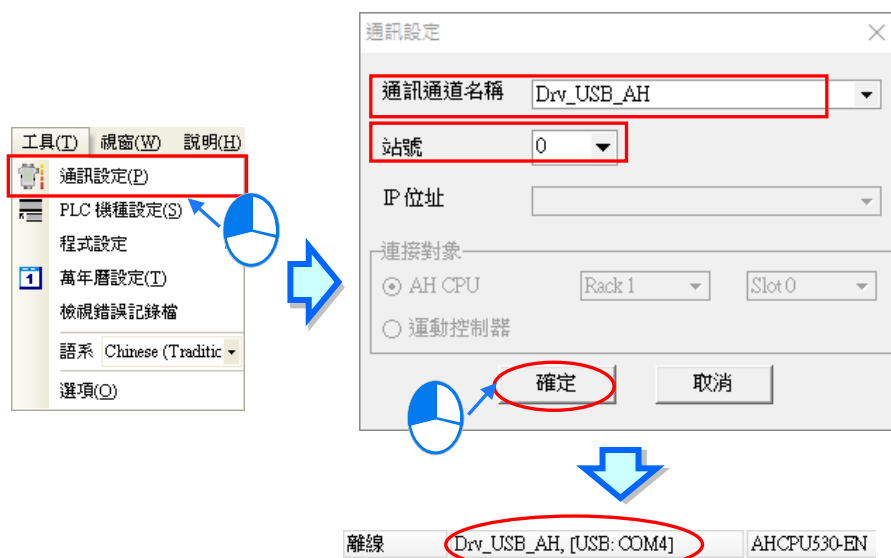 工具(T) 視窗(W) 說明(H)
通訊設定(P)
PLC 機種設定(S)
程式設定
1 萬年曆設定(T)
檢視錯誤記錄檔
語系 Chinese (Traditic
選項(O)
通訊設定
通訊通道名稱 Drv_USB_AH
站號 0
IP 位址
連接對象
AH CPU Rack 1 Slot 0
運動控制器
確定 取消
離線 Drv_USB_AH, [USB: COM4] AHCPU530-EN